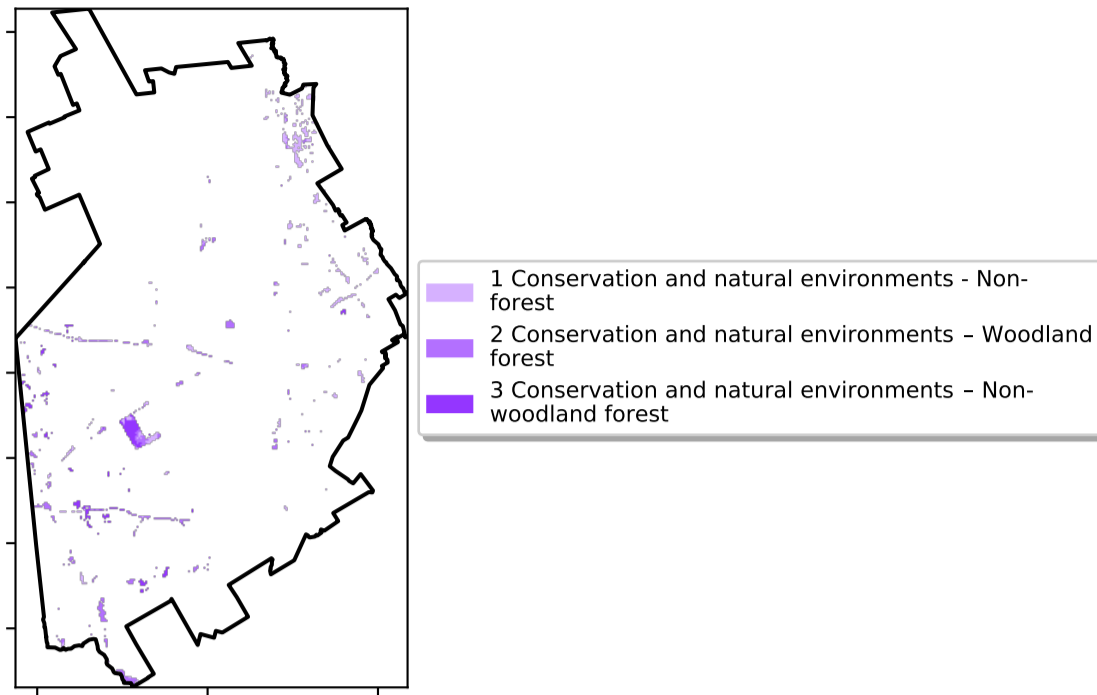 1 Conservation and natural environments - Non-
forest
2 Conservation and natural environments – Woodland
forest
3 Conservation and natural environments – Non-
woodland forest